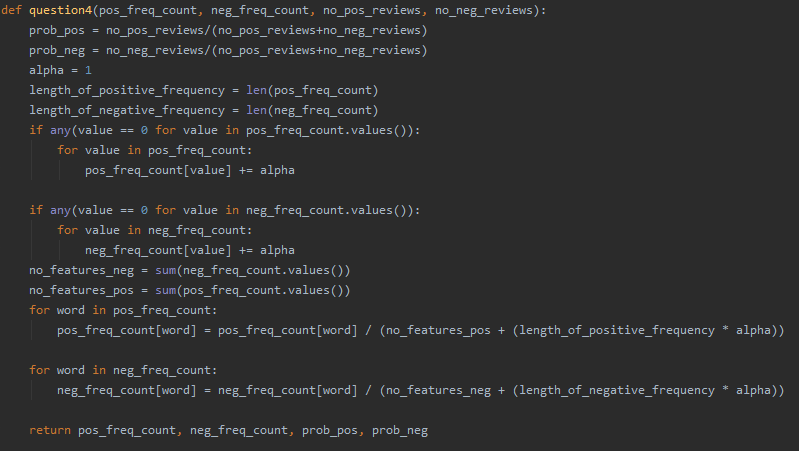 def question4(pos_freq_count, neg_freq_count, no_pos_reviews, no_neg_reviews):
    prob_pos = no_pos_reviews/(no_pos_reviews+no_neg_reviews)
    prob_neg = no_neg_reviews/(no_pos_reviews+no_neg_reviews)
    alpha = 1
    length_of_positive_frequency = len(pos_freq_count)
    length_of_negative_frequency = len(neg_freq_count)
    if any(value == 0 for value in pos_freq_count.values()):
        for value in pos_freq_count:
            pos_freq_count[value] += alpha

    if any(value == 0 for value in neg_freq_count.values()):
        for value in neg_freq_count:
            neg_freq_count[value] += alpha
    no_features_neg = sum(neg_freq_count.values())
    no_features_pos = sum(pos_freq_count.values())
    for word in pos_freq_count:
        pos_freq_count[word] = pos_freq_count[word] / (no_features_pos + (length_of_positive_frequency * alpha))

    for word in neg_freq_count:
        neg_freq_count[word] = neg_freq_count[word] / (no_features_neg + (length_of_negative_frequency * alpha))

    return pos_freq_count, neg_freq_count, prob_pos, prob_neg